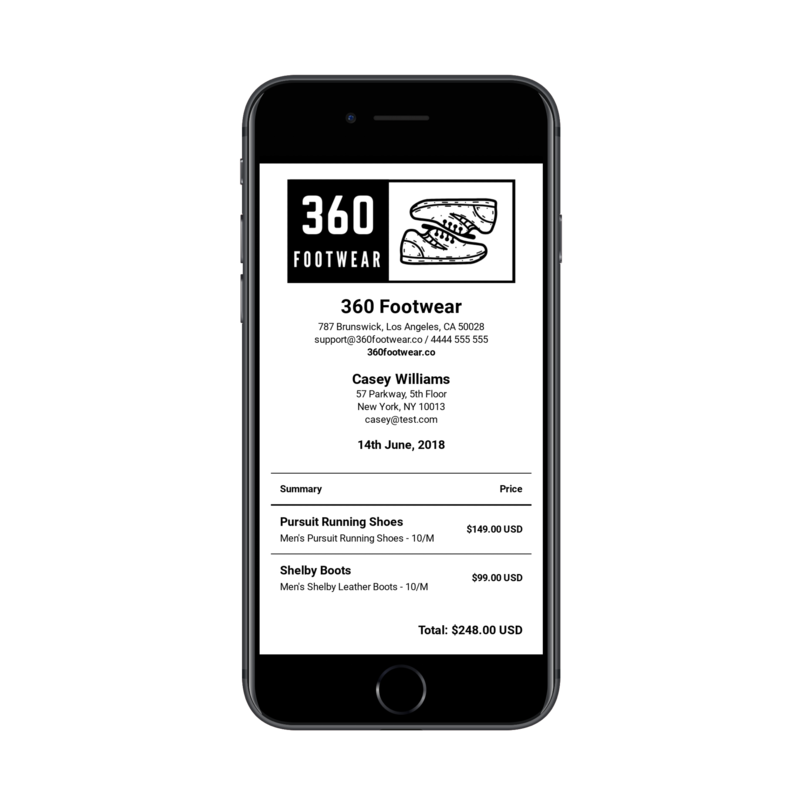 360
FOOTWEAR
360 Footwear
787 Brunswick, Los Angeles, CA 50028
support@360footwear.co / 4444 555 555
360footwear.co
Casey Williams
57 Parkway, 5th Floor
New York, NY 10013
casey@test.com
14th June, 2018
Summary Price
Pursuit Running Shoes
Men's Pursuit Running Shoes - 10/M
$149.00 USD
Shelby Boots
Men's Shelby Leather Boots - 10/M
$99.00 USD
Total: $248.00 USD